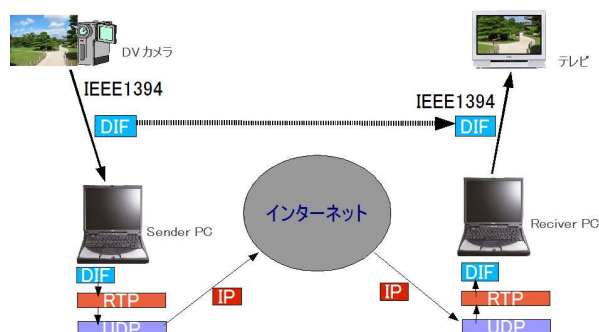 DVカメラ
テレビ
IEEE1394
IEEE1394
DIF
DIF
インターネット
Sender PC
Reciver PC
DIF
DIF
IP
IP
RTP
RTP
UDP
UDP